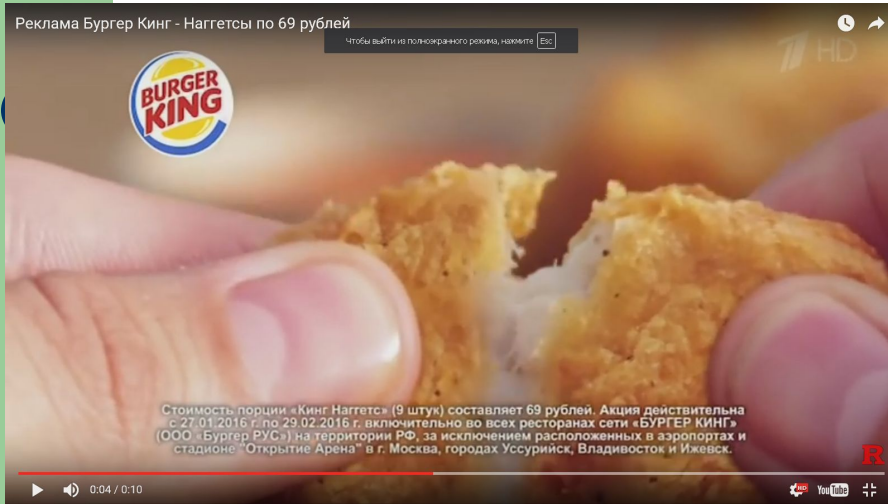 Реклама Бургер Кинг - Наггетсы по 69 рублей
Чтобы выйти из полноэкранного режима, нажмите Esc
HD
BURGER
KING
Стоимость порции «Кинг Наггетс» (9 штук) составляет 69 рублей. Акция действительна
с 27.01.2016 г. по 29.02.2016 г. включительно во всех ресторанах сети «БУРГЕР КИНГ»
(ООО «Бургер РУС») на территории РФ, за исключением расположенных в аэропортах и
стадионе "Открытие Арена" в г. Москва, городах Уссурийск, Владивосток и Ижевск.
R
0:04 / 0:10
HD
YouTube